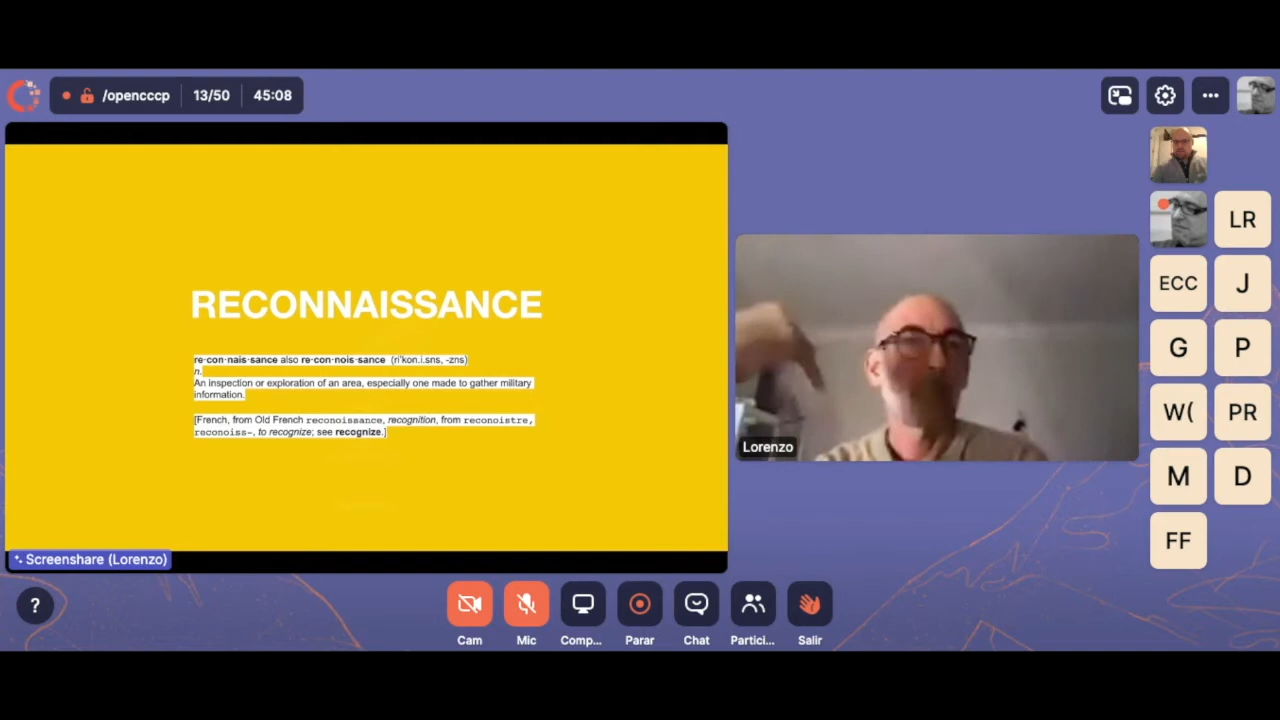 /opencccp
13/50
45:08
RECONNAISSANCE
re·con·nais·sance also re·con·nois·sance (ri'kon.i.sns, -zns)
n.
An inspection or exploration of an area, especially one made to gather military
information.
[French, from Old French reconoissance, recognition, from reconoistre,
reconoiss-, to recognize; see recognize.]
Screenshare (Lorenzo)
Lorenzo
LR
ECC
J
G
P
W(
PR
M
D
FF
?
Cam
Mic
Comp...
Parar
Chat
Partici...
Salir